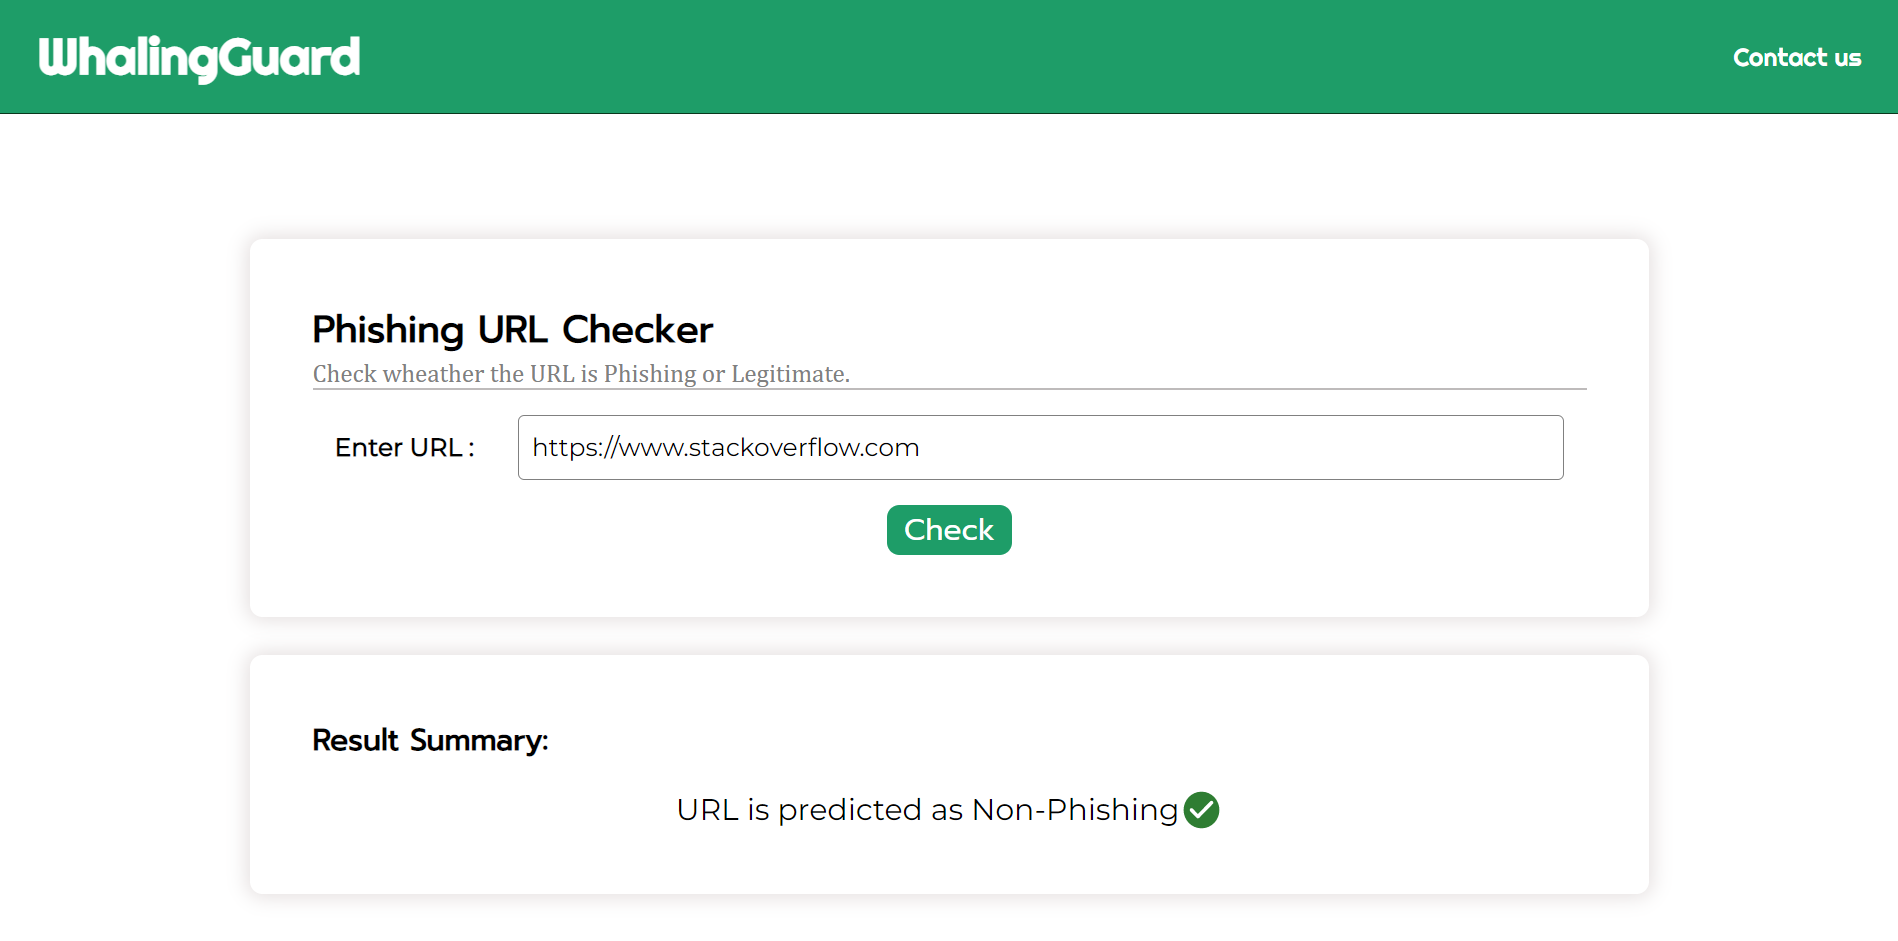 WhalingGuard
Contact us
Phishing URL Checker
Check wheather the URL is Phishing or Legitimate.
Enter URL : https://www.stackoverflow.com
Check
Result Summary:
URL is predicted as Non-Phishing